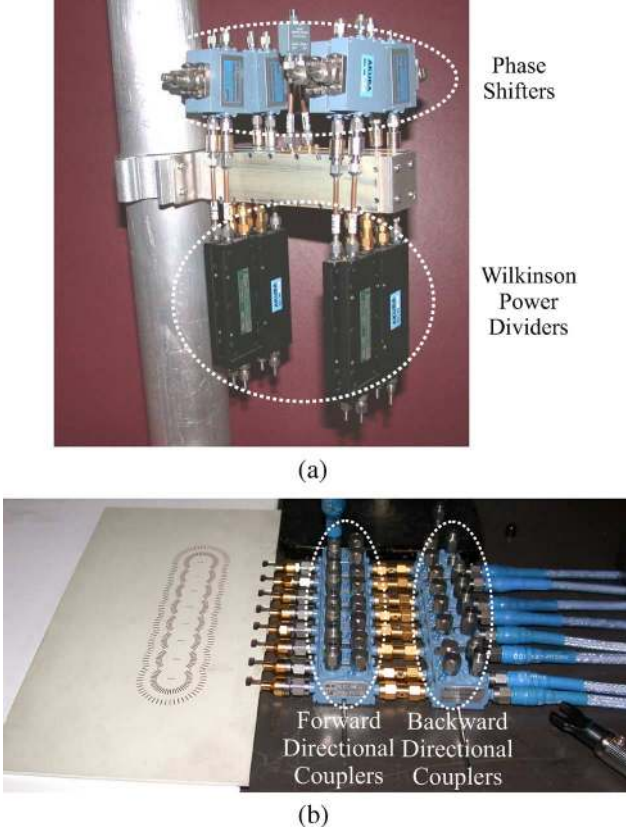 Phase
Shifters
Wilkinson
Power
Dividers
(a)
Forward
Directional
Couplers
Backward
Directional
Couplers
(b)